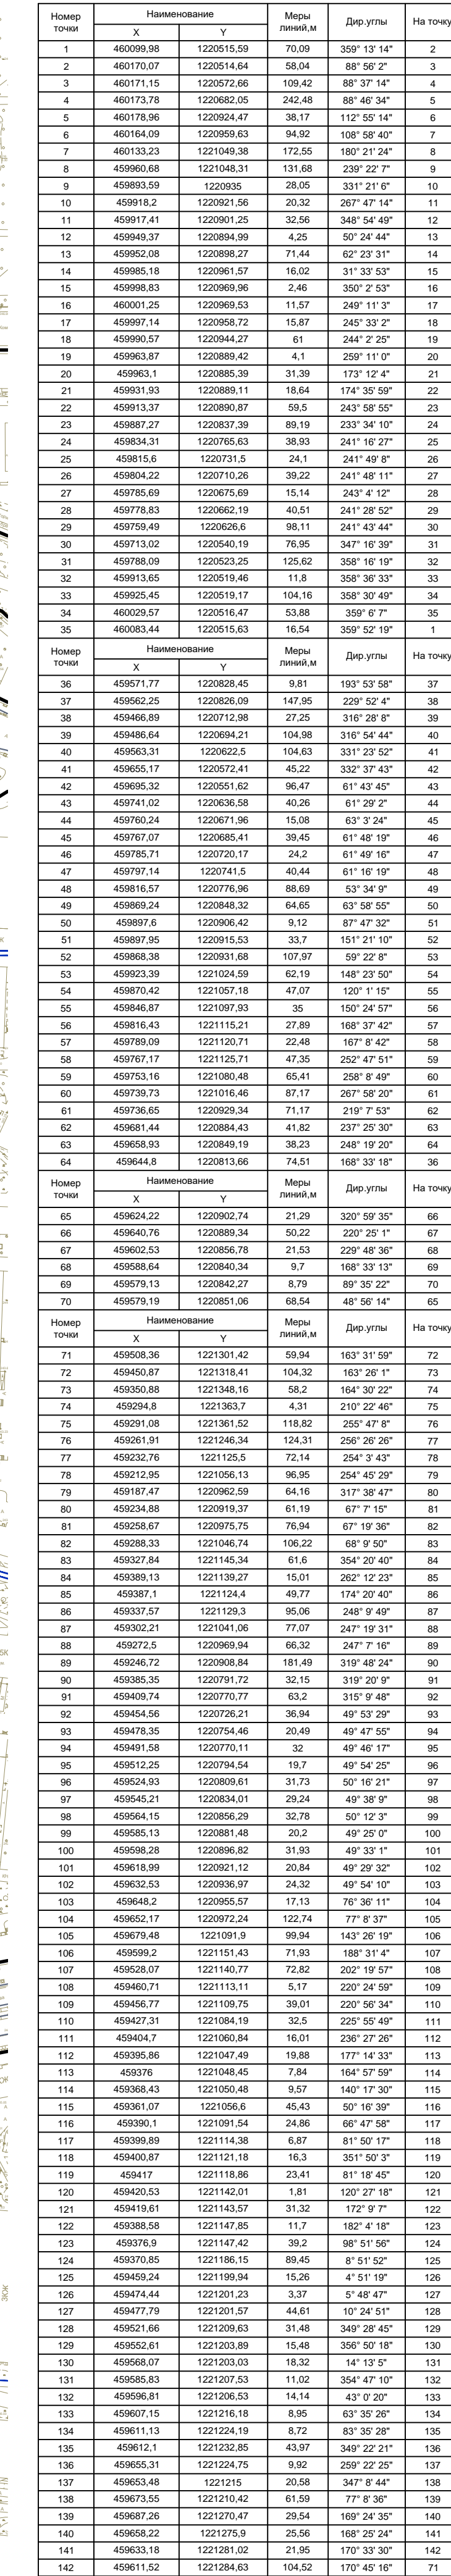 Номер точки | Наименование X | Y | Меры линий,м | Дир.углы | На точку
1 | 460099,98 | 1220515,59 | 70,09 | 359° 13' 14" | 2
2 | 460170,07 | 1220514,64 | 58,04 | 88° 56' 2" | 3
3 | 460171,15 | 1220572,66 | 109,42 | 88° 37' 14" | 4
4 | 460173,78 | 1220682,05 | 242,48 | 88° 46' 34" | 5
5 | 460178,96 | 1220924,47 | 38,17 | 112° 55' 14" | 6
6 | 460164,09 | 1220959,63 | 94,92 | 108° 58' 40" | 7
7 | 460133,23 | 1221049,38 | 172,55 | 180° 21' 24" | 8
8 | 459960,68 | 1221048,31 | 131,68 | 239° 22' 7" | 9
9 | 459893,59 | 1220935 | 28,05 | 331° 21' 6" | 10
10 | 459918,2 | 1220921,56 | 20,32 | 267° 47' 14" | 11
11 | 459917,41 | 1220901,25 | 32,56 | 348° 54' 49" | 12
12 | 459949,37 | 1220894,99 | 4,25 | 50° 24' 44" | 13
13 | 459952,08 | 1220898,27 | 71,44 | 62° 23' 31" | 14
14 | 459985,18 | 1220961,57 | 16,02 | 31° 33' 53" | 15
15 | 459998,83 | 1220969,96 | 2,46 | 350° 2' 53" | 16
16 | 460001,25 | 1220969,53 | 11,57 | 249° 11' 3" | 17
17 | 459997,14 | 1220958,72 | 15,87 | 245° 33' 2" | 18
18 | 459990,57 | 1220944,27 | 61 | 244° 2' 25" | 19
19 | 459963,87 | 1220889,42 | 4,1 | 259° 11' 0" | 20
20 | 459963,1 | 1220885,39 | 31,39 | 173° 12' 4" | 21
21 | 459931,93 | 1220889,11 | 18,64 | 174° 35' 59" | 22
22 | 459913,37 | 1220890,87 | 59,5 | 243° 58' 55" | 23
23 | 459887,27 | 1220837,39 | 89,19 | 233° 34' 10" | 24
24 | 459834,31 | 1220765,63 | 38,93 | 241° 16' 27" | 25
25 | 459815,6 | 1220731,5 | 24,1 | 241° 49' 8" | 26
26 | 459804,22 | 1220710,26 | 39,22 | 241° 48' 11" | 27
27 | 459785,69 | 1220675,69 | 15,14 | 243° 4' 12" | 28
28 | 459778,83 | 1220662,19 | 40,51 | 241° 28' 52" | 29
29 | 459759,49 | 1220626,6 | 98,11 | 241° 43' 44" | 30
30 | 459713,02 | 1220540,19 | 76,95 | 347° 16' 39" | 31
31 | 459788,09 | 1220523,25 | 125,62 | 358° 16' 19" | 32
32 | 459913,65 | 1220519,46 | 11,8 | 358° 36' 33" | 33
33 | 459925,45 | 1220519,17 | 104,16 | 358° 30' 49" | 34
34 | 460029,57 | 1220516,47 | 53,88 | 359° 6' 7" | 35
35 | 460083,44 | 1220515,63 | 16,54 | 359° 52' 19" | 1
Номер точки | Наименование X | Y | Меры линий,м | Дир.углы | На точку
36 | 459571,77 | 1220828,45 | 9,81 | 193° 53' 58" | 37
37 | 459562,25 | 1220826,09 | 147,95 | 229° 52' 4" | 38
38 | 459466,89 | 1220712,98 | 27,25 | 316° 28' 8" | 39
39 | 459486,64 | 1220694,21 | 104,98 | 316° 54' 44" | 40
40 | 459563,31 | 1220622,5 | 104,63 | 331° 23' 52" | 41
41 | 459655,17 | 1220572,41 | 45,22 | 332° 37' 43" | 42
42 | 459695,32 | 1220551,62 | 96,47 | 61° 43' 45" | 43
43 | 459741,02 | 1220636,58 | 40,26 | 61° 29' 2" | 44
44 | 459760,24 | 1220671,96 | 15,08 | 63° 3' 24" | 45
45 | 459767,07 | 1220685,41 | 39,45 | 61° 48' 19" | 46
46 | 459785,71 | 1220720,17 | 24,2 | 61° 49' 16" | 47
47 | 459797,14 | 1220741,5 | 40,44 | 61° 16' 19" | 48
48 | 459816,57 | 1220776,96 | 88,69 | 53° 34' 9" | 49
49 | 459869,24 | 1220848,32 | 64,65 | 63° 58' 55" | 50
50 | 459897,6 | 1220906,42 | 9,12 | 87° 47' 32" | 51
51 | 459897,95 | 1220915,53 | 33,7 | 151° 21' 10" | 52
52 | 459868,38 | 1220931,68 | 107,97 | 59° 22' 8" | 53
53 | 459923,39 | 1221024,59 | 62,19 | 148° 23' 50" | 54
54 | 459870,42 | 1221057,18 | 47,07 | 120° 1' 15" | 55
55 | 459846,87 | 1221097,93 | 35 | 150° 24' 57" | 56
56 | 459816,43 | 1221115,21 | 27,89 | 168° 37' 42" | 57
57 | 459789,09 | 1221120,71 | 22,48 | 167° 8' 42" | 58
58 | 459767,17 | 1221125,71 | 47,35 | 252° 47' 51" | 59
59 | 459753,16 | 1221080,48 | 65,41 | 258° 8' 49" | 60
60 | 459739,73 | 1221016,46 | 87,17 | 267° 58' 20" | 61
61 | 459736,65 | 1220929,34 | 71,17 | 219° 7' 53" | 62
62 | 459681,44 | 1220884,43 | 41,82 | 237° 25' 30" | 63
63 | 459658,93 | 1220849,19 | 38,23 | 248° 19' 20" | 64
64 | 459644,8 | 1220813,66 | 74,51 | 168° 33' 18" | 36
Номер точки | Наименование X | Y | Меры линий,м | Дир.углы | На точку
65 | 459624,22 | 1220902,74 | 21,29 | 320° 59' 35" | 66
66 | 459640,76 | 1220889,34 | 50,22 | 220° 25' 1" | 67
67 | 459602,53 | 1220856,78 | 21,53 | 229° 48' 36" | 68
68 | 459588,64 | 1220840,34 | 9,7 | 168° 33' 13" | 69
69 | 459579,13 | 1220842,27 | 8,79 | 89° 35' 22" | 70
70 | 459579,19 | 1220851,06 | 68,54 | 48° 56' 14" | 65
Номер точки | Наименование X | Y | Меры линий,м | Дир.углы | На точку
71 | 459508,36 | 1221301,42 | 59,94 | 163° 31' 59" | 72
72 | 459450,87 | 1221318,41 | 104,32 | 163° 26' 1" | 73
73 | 459350,88 | 1221348,16 | 58,2 | 164° 30' 22" | 74
74 | 459294,8 | 1221363,7 | 4,31 | 210° 22' 46" | 75
75 | 459291,08 | 1221361,52 | 118,82 | 255° 47' 8" | 76
76 | 459261,91 | 1221246,34 | 124,31 | 256° 26' 26" | 77
77 | 459232,76 | 1221125,5 | 72,14 | 254° 3' 43" | 78
78 | 459212,95 | 1221056,13 | 96,95 | 254° 45' 29" | 79
79 | 459187,47 | 1220962,59 | 64,16 | 317° 38' 47" | 80
80 | 459234,88 | 1220919,37 | 61,19 | 67° 7' 15" | 81
81 | 459258,67 | 1220975,75 | 76,94 | 67° 19' 36" | 82
82 | 459288,33 | 1221046,74 | 106,22 | 68° 9' 50" | 83
83 | 459327,84 | 1221145,34 | 61,6 | 354° 20' 40" | 84
84 | 459389,13 | 1221139,27 | 15,01 | 262° 12' 23" | 85
85 | 459387,1 | 1221124,4 | 49,77 | 174° 20' 40" | 86
86 | 459337,57 | 1221129,3 | 95,06 | 248° 9' 49" | 87
87 | 459302,21 | 1221041,06 | 77,07 | 247° 19' 31" | 88
88 | 459272,5 | 1220969,94 | 66,32 | 247° 7' 16" | 89
89 | 459246,72 | 1220908,84 | 181,49 | 319° 48' 24" | 90
90 | 459385,35 | 1220791,72 | 32,15 | 319° 20' 9" | 91
91 | 459409,74 | 1220770,77 | 63,2 | 315° 9' 48" | 92
92 | 459454,56 | 1220726,21 | 36,94 | 49° 53' 29" | 93
93 | 459478,35 | 1220754,46 | 20,49 | 49° 47' 55" | 94
94 | 459491,58 | 1220770,11 | 32 | 49° 46' 17" | 95
95 | 459512,25 | 1220794,54 | 19,7 | 49° 54' 25" | 96
96 | 459524,93 | 1220809,61 | 31,73 | 50° 16' 21" | 97
97 | 459545,21 | 1220834,01 | 29,24 | 49° 38' 9" | 98
98 | 459564,15 | 1220856,29 | 32,78 | 50° 12' 3" | 99
99 | 459585,13 | 1220881,48 | 20,2 | 49° 25' 0" | 100
100 | 459598,28 | 1220896,82 | 31,93 | 49° 33' 1" | 101
101 | 459618,99 | 1220921,12 | 20,84 | 49° 29' 32" | 102
102 | 459632,53 | 1220936,97 | 24,32 | 49° 54' 10" | 103
103 | 459648,2 | 1220955,57 | 17,13 | 76° 36' 11" | 104
104 | 459652,17 | 1220972,24 | 122,74 | 77° 8' 37" | 105
105 | 459679,48 | 1221091,9 | 99,94 | 143° 26' 19" | 106
106 | 459599,2 | 1221151,43 | 71,93 | 188° 31' 4" | 107
107 | 459528,07 | 1221140,77 | 72,82 | 202° 19' 57" | 108
108 | 459460,71 | 1221113,11 | 5,17 | 220° 24' 59" | 109
109 | 459456,77 | 1221109,75 | 39,01 | 220° 56' 34" | 110
110 | 459427,31 | 1221084,19 | 32,5 | 225° 55' 49" | 111
111 | 459404,7 | 1221060,84 | 16,01 | 236° 27' 26" | 112
112 | 459395,86 | 1221047,49 | 19,88 | 177° 14' 33" | 113
113 | 459376 | 1221048,45 | 7,84 | 164° 57' 59" | 114
114 | 459368,43 | 1221050,48 | 9,57 | 140° 17' 30" | 115
115 | 459361,07 | 1221056,6 | 45,43 | 50° 16' 39" | 116
116 | 459390,1 | 1221091,54 | 24,86 | 66° 47' 58" | 117
117 | 459399,89 | 1221114,38 | 6,87 | 81° 50' 17" | 118
118 | 459400,87 | 1221121,18 | 16,3 | 351° 50' 3" | 119
119 | 459417 | 1221118,86 | 23,41 | 81° 18' 45" | 120
120 | 459420,53 | 1221142,01 | 1,81 | 120° 27' 18" | 121
121 | 459419,61 | 1221143,57 | 31,32 | 172° 9' 7" | 122
122 | 459388,58 | 1221147,85 | 11,7 | 182° 4' 18" | 123
123 | 459376,9 | 1221147,42 | 39,2 | 98° 51' 56" | 124
124 | 459370,85 | 1221186,15 | 89,45 | 8° 51' 52" | 125
125 | 459459,24 | 1221199,94 | 15,26 | 4° 51' 19" | 126
126 | 459474,44 | 1221201,23 | 3,37 | 5° 48' 47" | 127
127 | 459477,79 | 1221201,57 | 44,61 | 10° 24' 51" | 128
128 | 459521,66 | 1221209,63 | 31,48 | 349° 28' 45" | 129
129 | 459552,61 | 1221203,89 | 15,48 | 356° 50' 18" | 130
130 | 459568,07 | 1221203,03 | 18,32 | 14° 13' 5" | 131
131 | 459585,83 | 1221207,53 | 11,02 | 354° 47' 10" | 132
132 | 459596,81 | 1221206,53 | 14,14 | 43° 0' 20" | 133
133 | 459607,15 | 1221216,18 | 8,95 | 63° 35' 26" | 134
134 | 459611,13 | 1221224,19 | 8,72 | 83° 35' 28" | 135
135 | 459612,1 | 1221232,85 | 43,97 | 349° 22' 21" | 136
136 | 459655,31 | 1221224,75 | 9,92 | 259° 22' 25" | 137
137 | 459653,48 | 1221215 | 20,58 | 347° 8' 44" | 138
138 | 459673,55 | 1221210,42 | 61,59 | 77° 8' 36" | 139
139 | 459687,26 | 1221270,47 | 29,54 | 169° 24' 35" | 140
140 | 459658,22 | 1221275,9 | 25,56 | 168° 25' 24" | 141
141 | 459633,18 | 1221281,02 | 21,95 | 170° 33' 30" | 142
142 | 459611,52 | 1221284,63 | 104,52 | 170° 45' 16" | 71